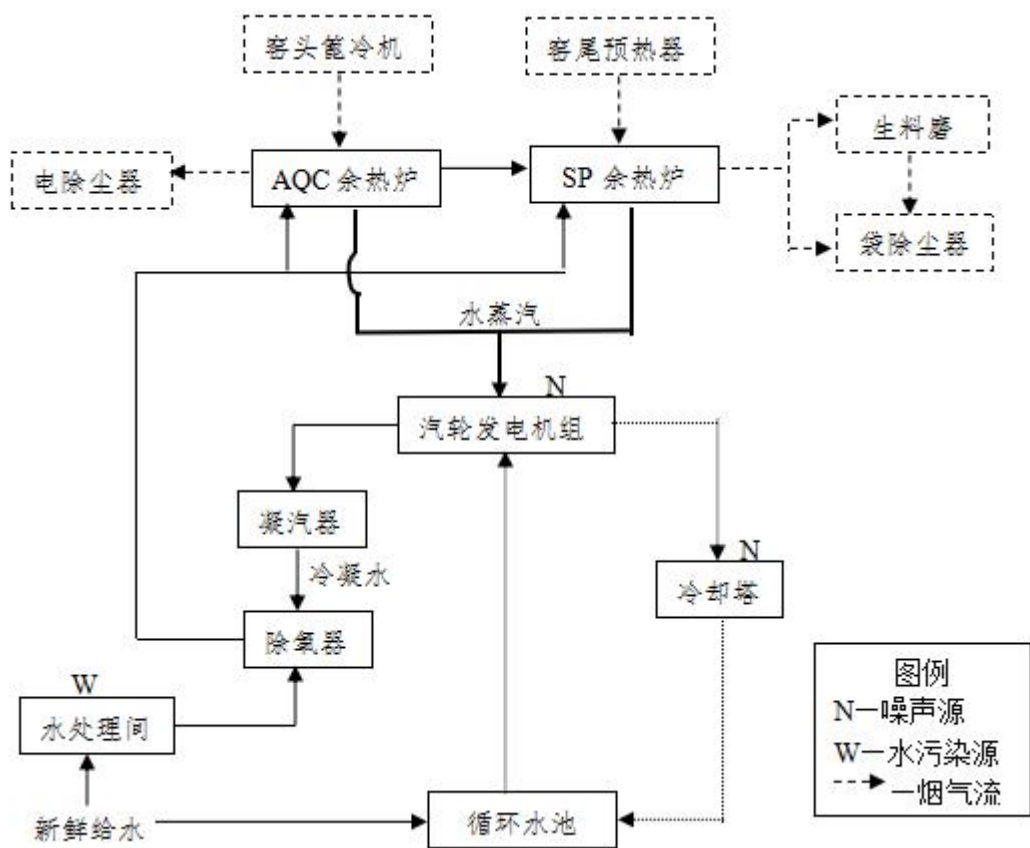 窑头篦冷机
窑尾预热器
生料磨
电除尘器
AQC 余热炉
SP 余热炉
袋除尘器
水蒸汽
N
汽轮发电机组
凝汽器
N
冷凝水
冷却塔
除氧器
W
水处理间
图例
N—噪声源
W—水污染源
—烟气流
新鲜给水
循环水池